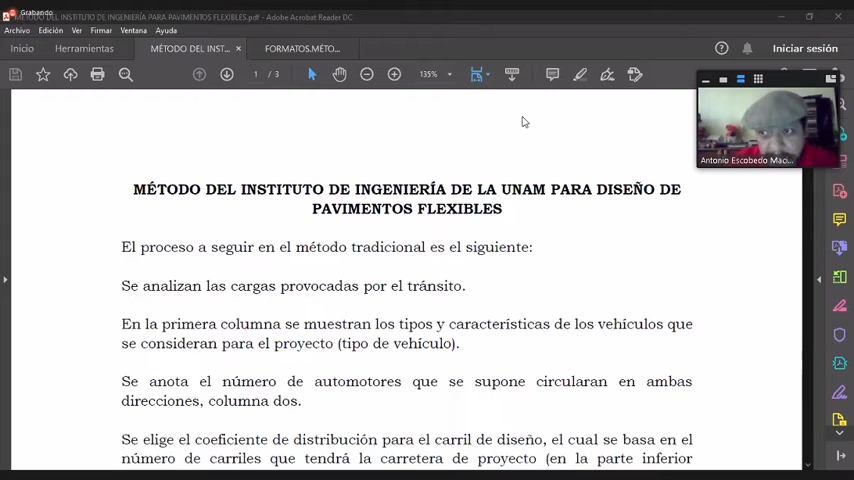 Grabando
MÉTODO DEL INSTITUTO DE INGENIERÍA PARA PAVIMENTOS FLEXIBLES.pdf - Adobe Acrobat Reader DC
Archivo Edición Ver Firmar Ventana Ayuda
Inicio Herramientas MÉTODO DEL INST... × FORMATOS.MÉTO... Iniciar sesión
1 / 3 135%
Antonio Escobedo Maci...
MÉTODO DEL INSTITUTO DE INGENIERÍA DE LA UNAM PARA DISEÑO DE
PAVIMENTOS FLEXIBLES
El proceso a seguir en el método tradicional es el siguiente:
Se analizan las cargas provocadas por el tránsito.
En la primera columna se muestran los tipos y características de los vehículos que
se consideran para el proyecto (tipo de vehículo).
Se anota el número de automotores que se supone circularan en ambas
direcciones, columna dos.
Se elige el coeficiente de distribución para el carril de diseño, el cual se basa en el
número de carriles que tendrá la carretera de proyecto (en la parte inferior